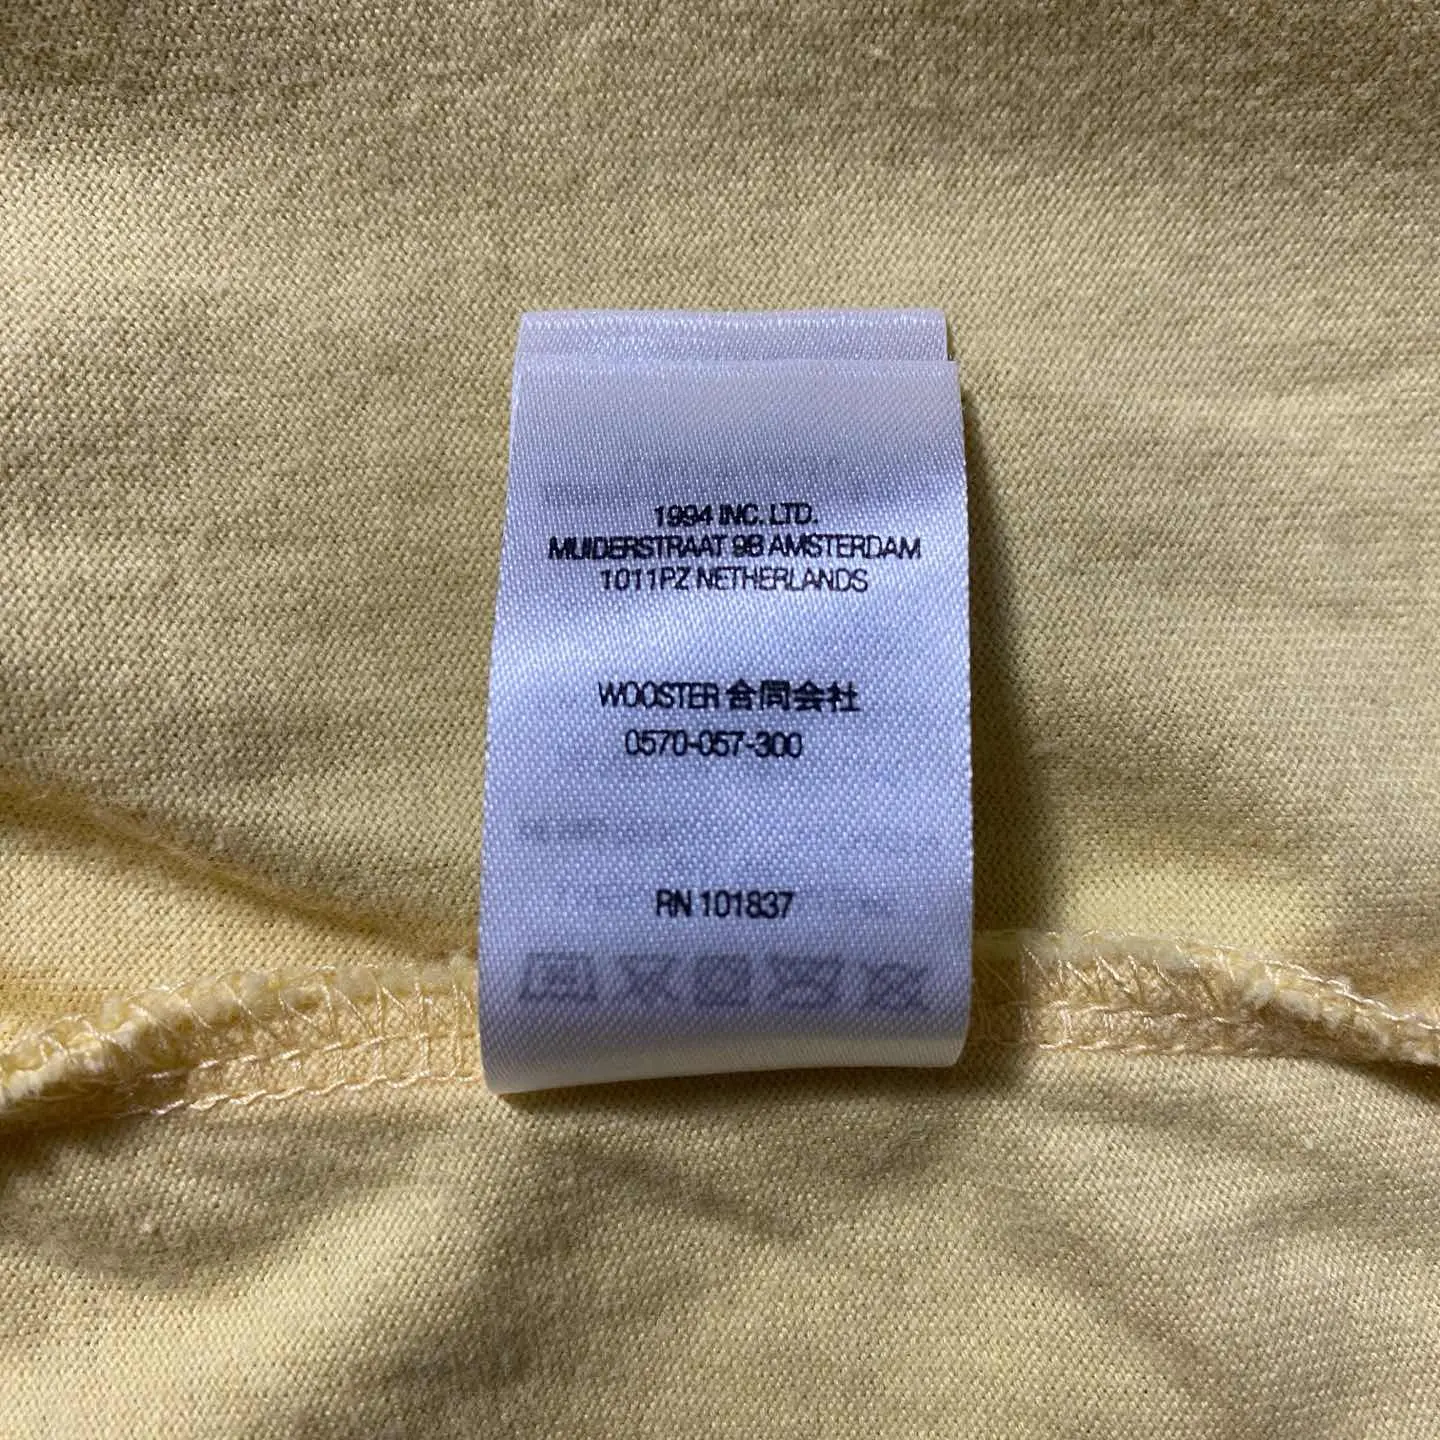 1994 INC. LTD.
MUIDERSTRAAT 9B AMSTERDAM
1011PZ NETHERLANDS
WOOSTER 合同会社
0570-057-300
RN 101837